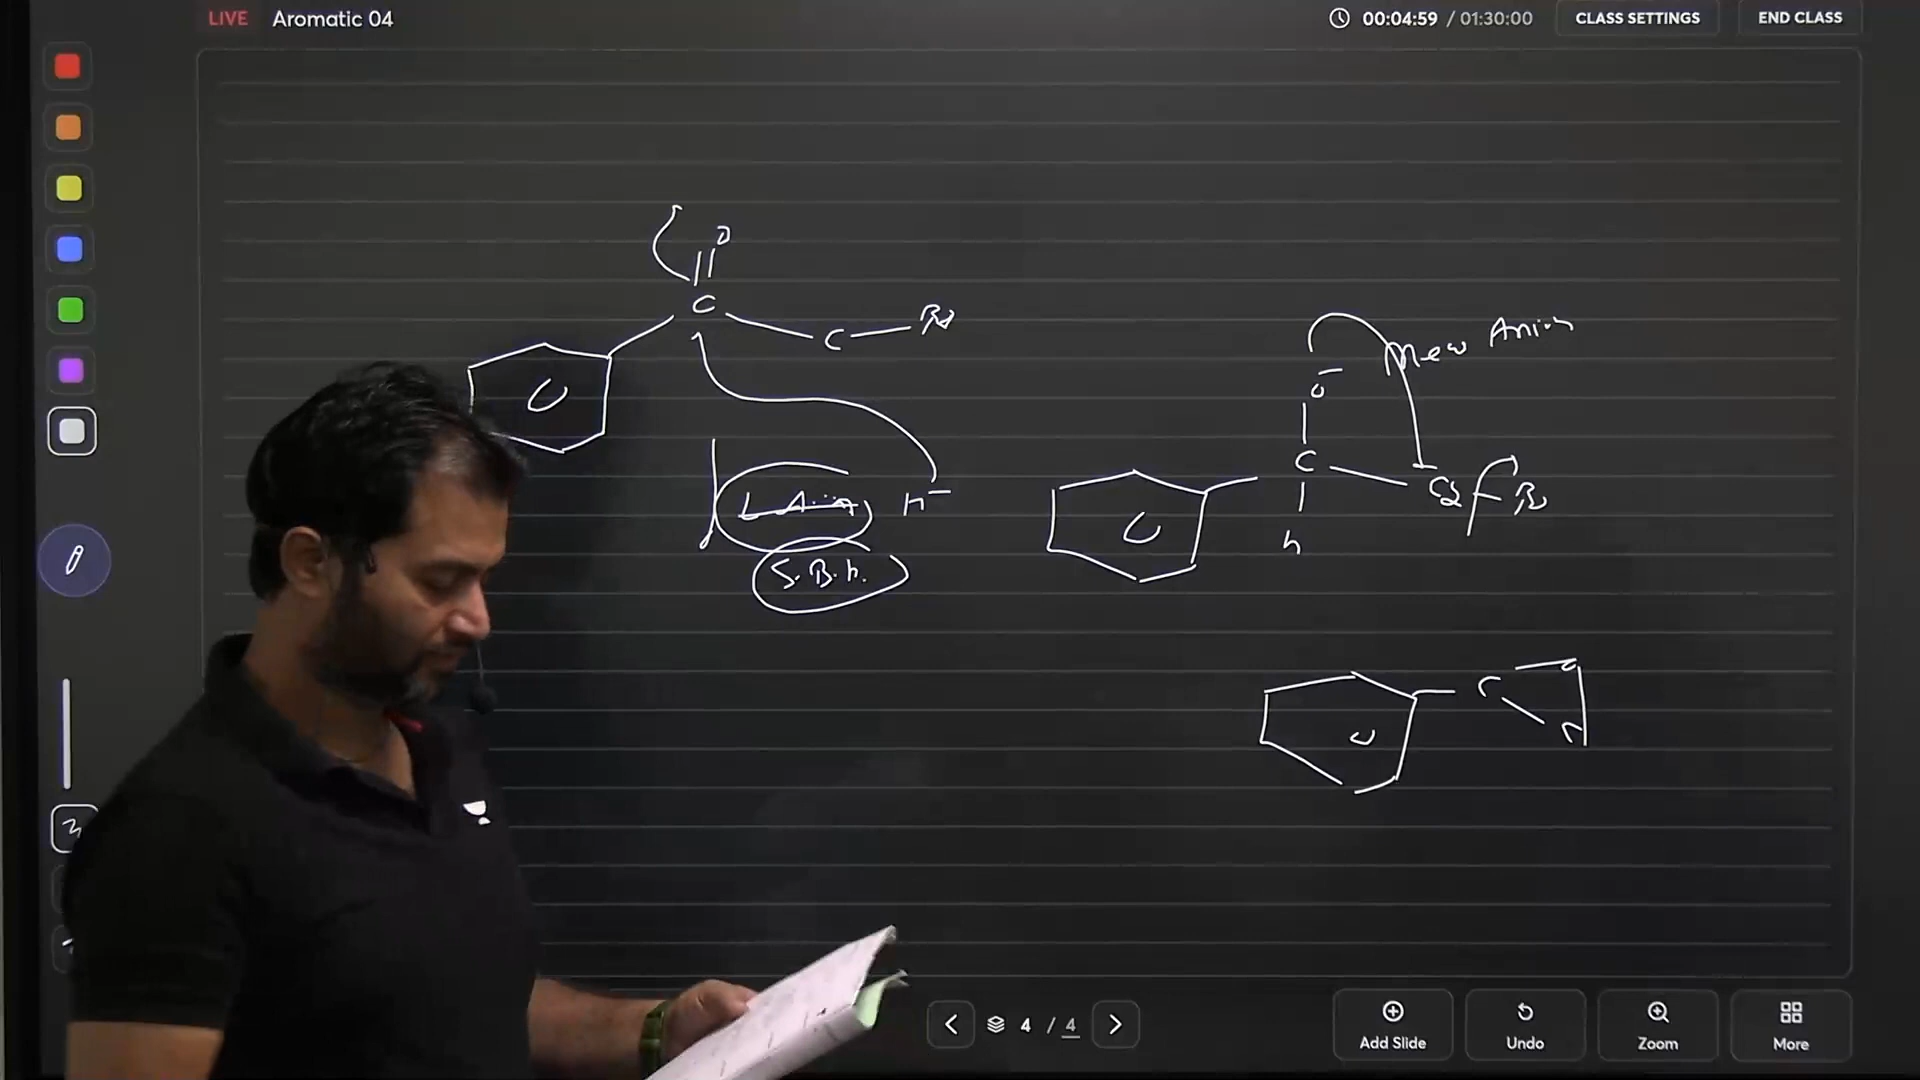 LIVE Aromatic 04
00:04:59 / 01:30:00
CLASS SETTINGS
END CLASS
O
C
C — Br
New Anion
O⁻
C
Br
h
H⁻
S.B.h.
C
4 / 4
Add Slide
Undo
Zoom
More